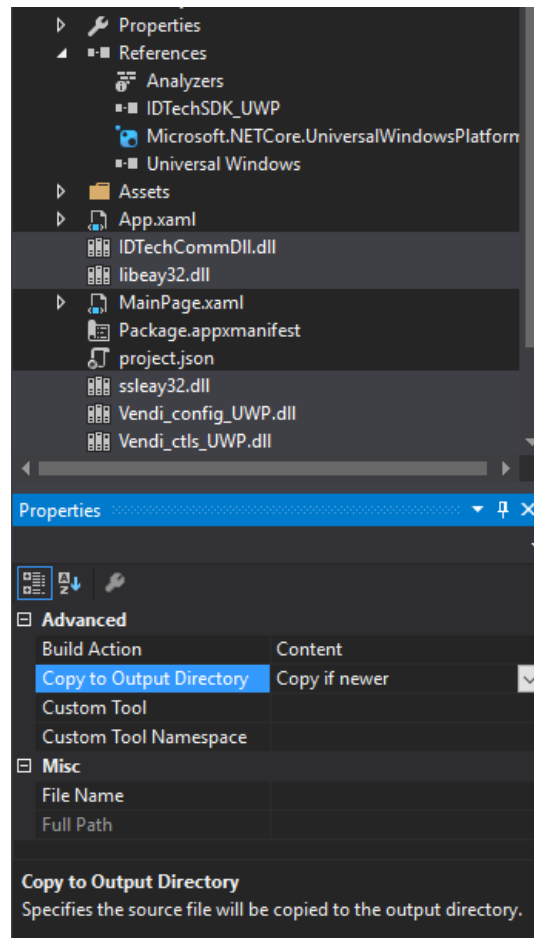 Properties
References
Analyzers
IDTechSDK_UWP
Microsoft.NETCore.UniversalWindowsPlatform
Universal Windows
Assets
App.xaml
IDTechCommDll.dll
libeay32.dll
MainPage.xaml
Package.appxmanifest
project.json
ssleay32.dll
Vendi_config_UWP.dll
Vendi_ctls_UWP.dll
Properties
Advanced
Build Action Content
Copy to Output Directory Copy if newer
Custom Tool
Custom Tool Namespace
Misc
File Name
Full Path
Copy to Output Directory
Specifies the source file will be copied to the output directory.